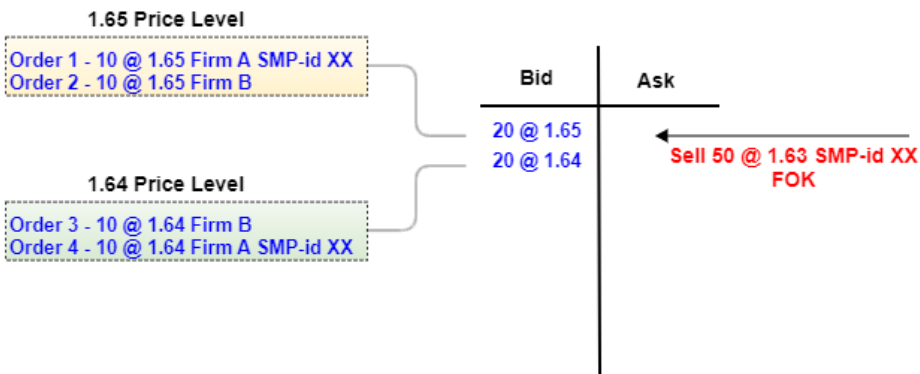 1.65 Price Level
Order 1 - 10 @ 1.65 Firm A SMP-id XX
Order 2 - 10 @ 1.65 Firm B
Bid
Ask
20 @ 1.65
20 @ 1.64
Sell 50 @ 1.63 SMP-id XX
FOK
1.64 Price Level
Order 3 - 10 @ 1.64 Firm B
Order 4 - 10 @ 1.64 Firm A SMP-id XX